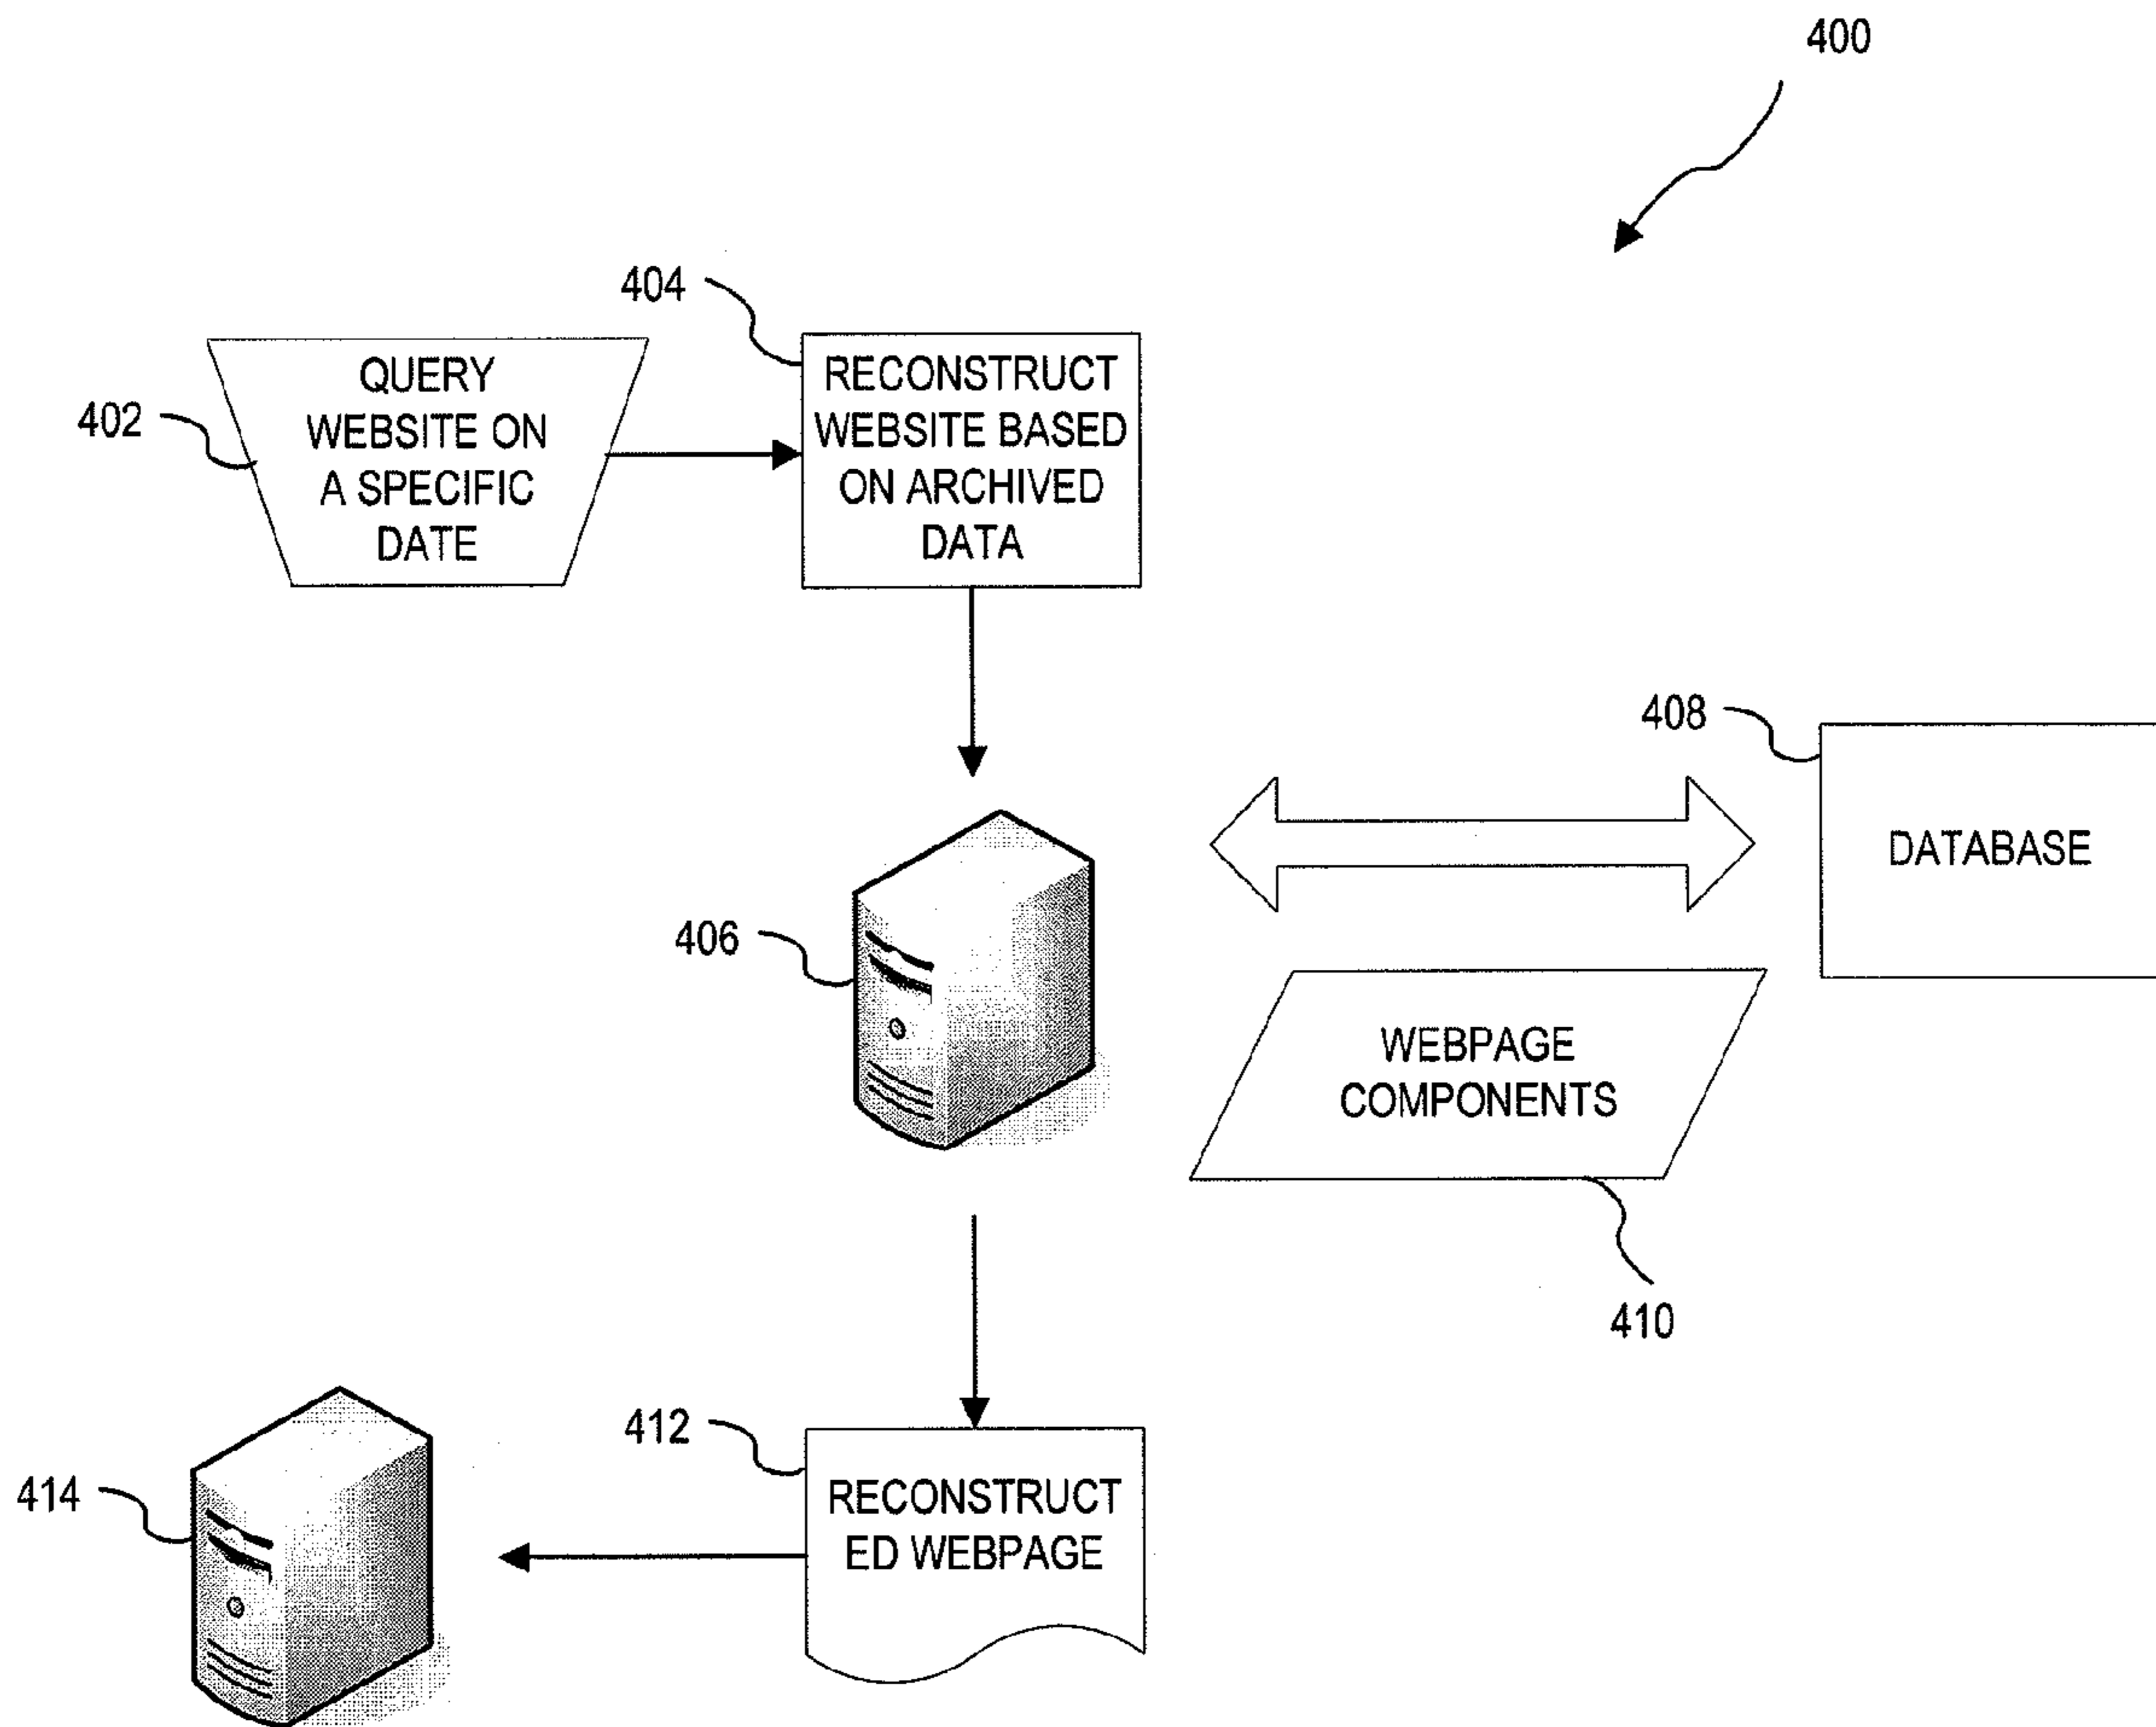 400
404
402
QUERY
WEBSITE ON
A SPECIFIC
DATE
RECONSTRUCT
WEBSITE BASED
ON ARCHIVED
DATA
408
DATABASE
406
WEBPAGE
COMPONENTS
410
412
RECONSTRUCT
ED WEBPAGE
414